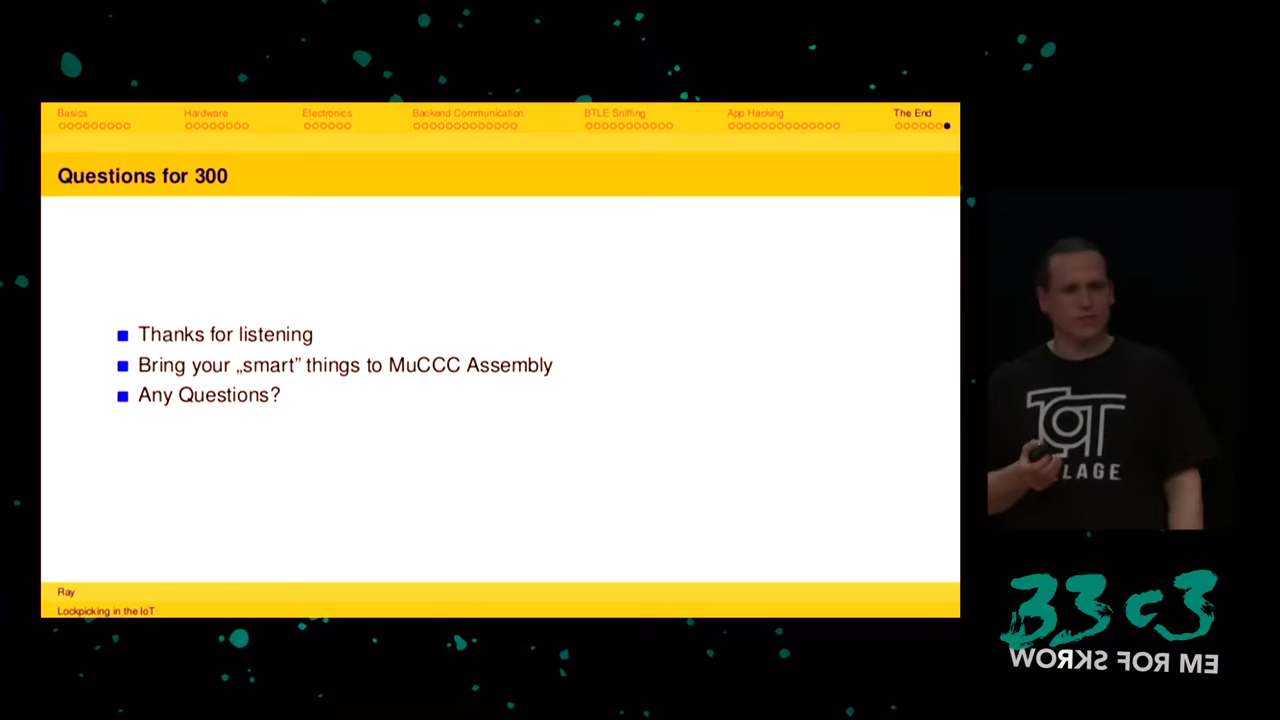 Basics
Hardware
Electronics
Backend Communication
BTLE Sniffing
App Hacking
The End
Questions for 300
Thanks for listening
Bring your „smart” things to MuCCC Assembly
Any Questions?
Ray
Lockpicking in the IoT
IoT
LAGE
33c3
WORKS FOR ME